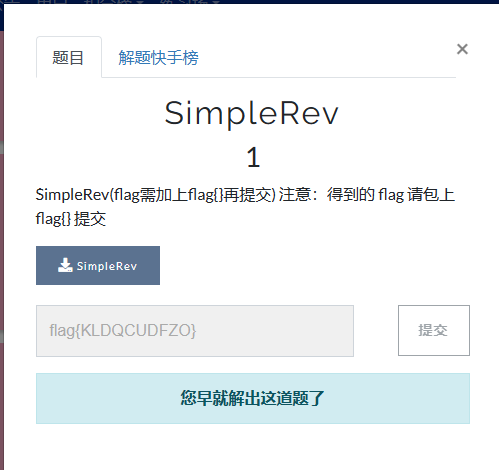 题目 解题快手榜 ×
SimpleRev
1
SimpleRev(flag需加上flag{}再提交) 注意：得到的 flag 请包上
flag{} 提交
SimpleRev
flag{KLDQCUDFZO} 提交
您早就解出这道题了